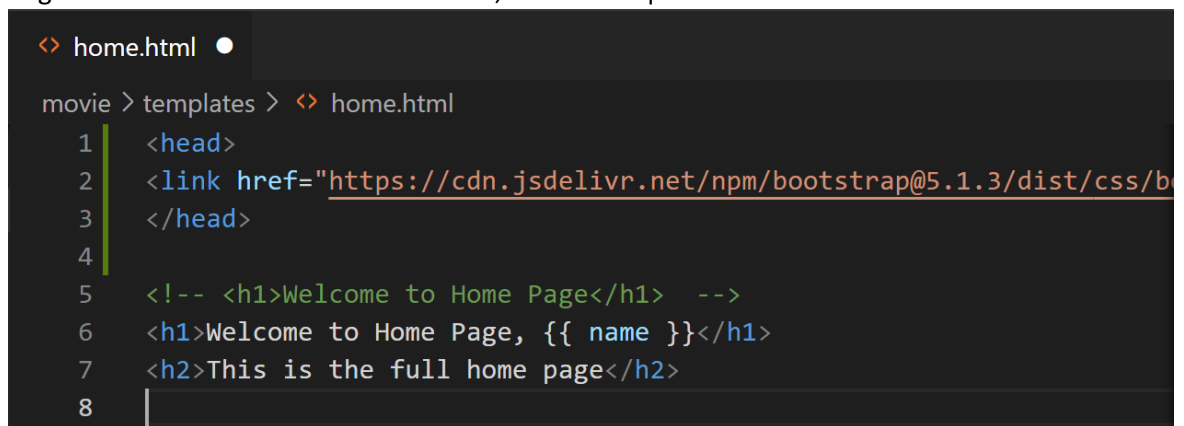 home.html
movie > templates > home.html
1 <head>
2 <link href="https://cdn.jsdelivr.net/npm/bootstrap@5.1.3/dist/css/b
3 </head>
4
5 <!-- <h1>Welcome to Home Page</h1>  -->
6 <h1>Welcome to Home Page, {{ name }}</h1>
7 <h2>This is the full home page</h2>
8